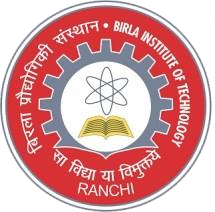 बिरला प्रौद्योगिकी संस्थान • BIRLA INSTITUTE OF TECHNOLOGY
सा विद्या या विमुक्तये
RANCHI